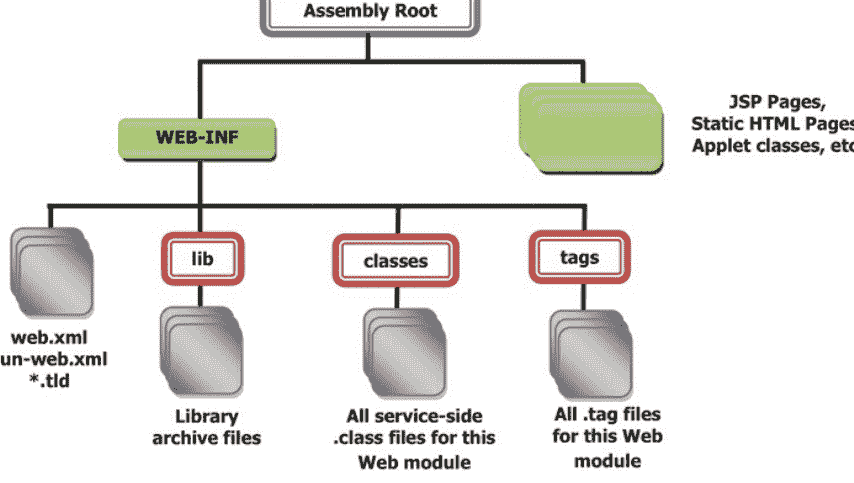 Assembly Root
JSP Pages,
Static HTML Pages
Applet classes, etc
WEB-INF
lib
classes
tags
web.xml
un-web.xml
*.tld
Library
archive files
All service-side
.class files for this
Web module
All .tag files
for this Web
module